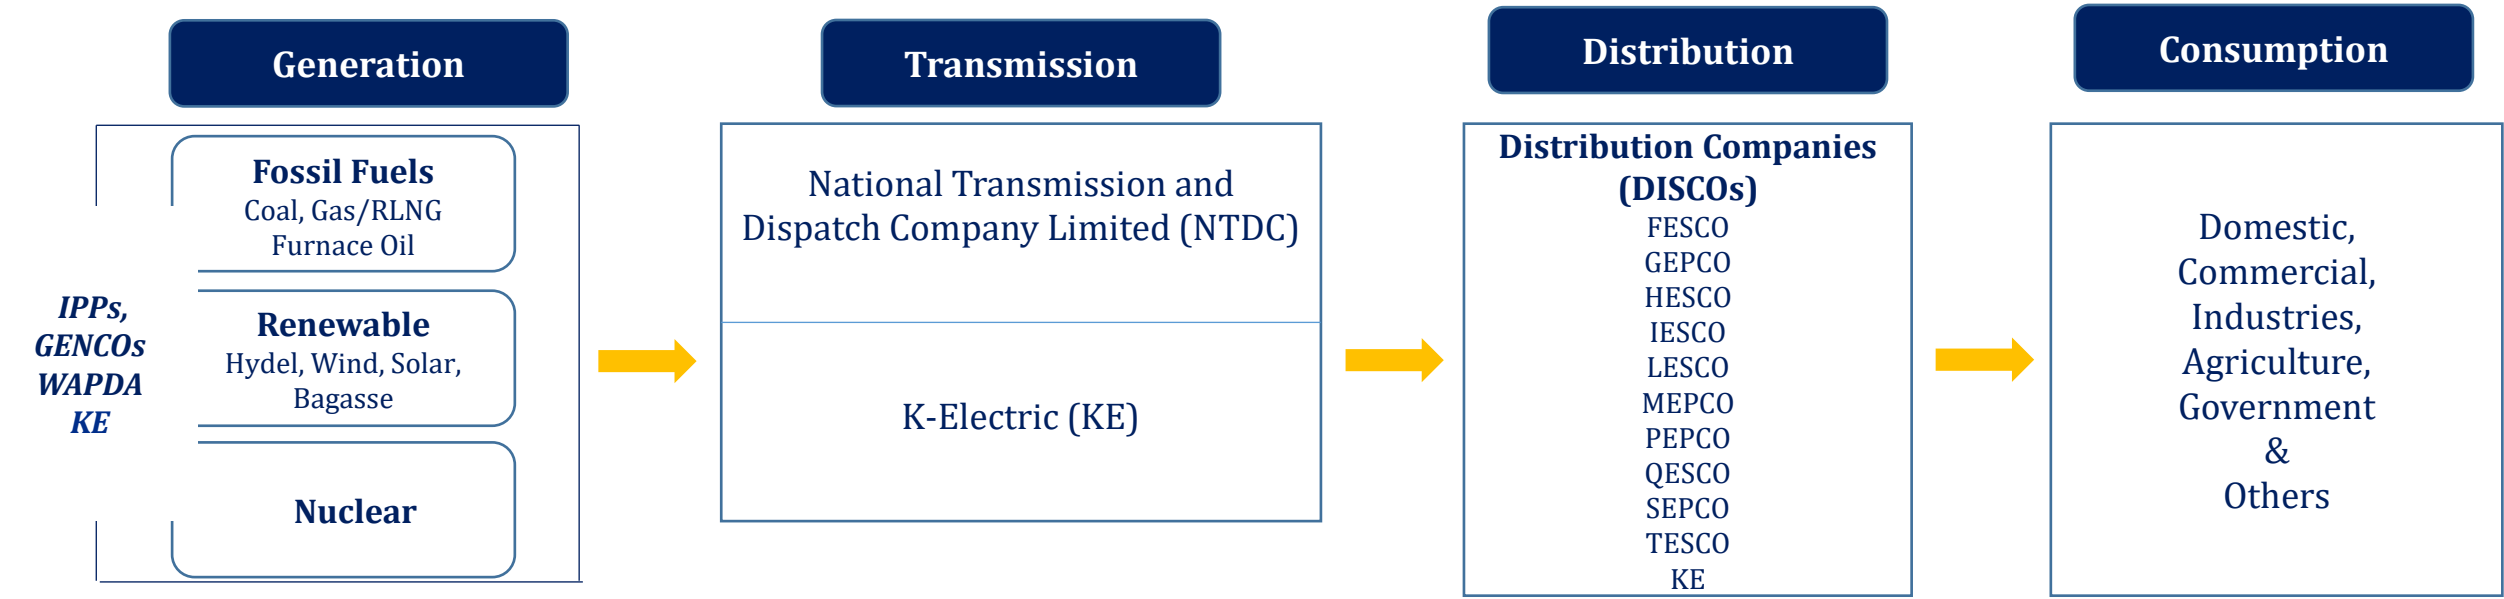 Generation
IPPs,
GENCOs
WAPDA
KE
Fossil Fuels
Coal, Gas/RLNG
Furnace Oil
Renewable
Hydel, Wind, Solar,
Bagasse
Nuclear
Transmission
National Transmission and
Dispatch Company Limited (NTDC)
K-Electric (KE)
Distribution
Distribution Companies
(DISCOs)
FESCO
GEPCO
HESCO
IESCO
LESCO
MEPCO
PEPCO
QESCO
SEPCO
TESCO
KE
Consumption
Domestic,
Commercial,
Industries,
Agriculture,
Government
&
Others